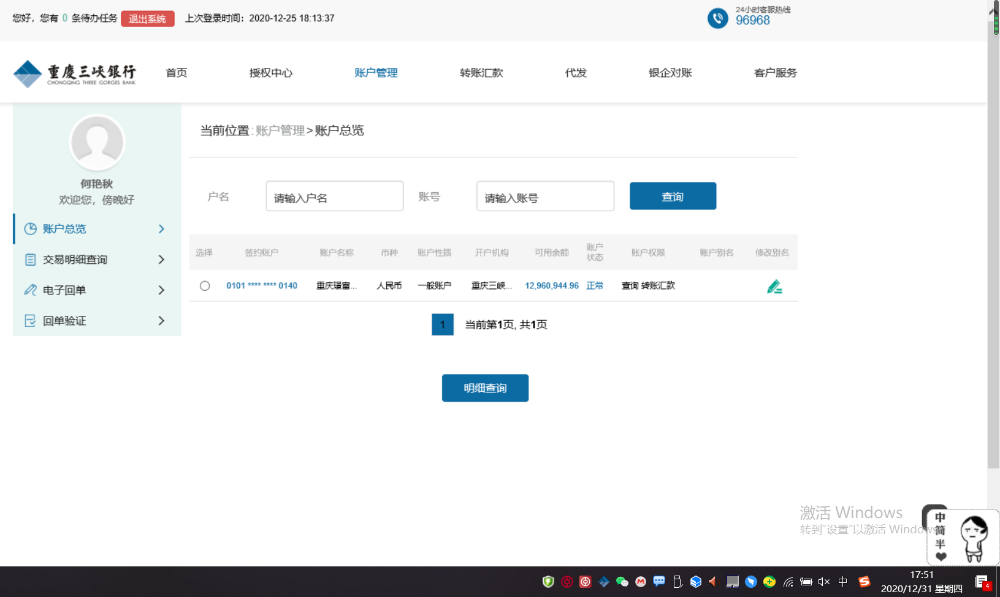 您好，您有 0 条待办任务 退出系统 上次登录时间：2020-12-25 18:13:37
24小时客服热线
96968
重庆三峡银行
CHONGQING THREE GORGES BANK
首页 授权中心 账户管理 转账汇款 代发 银企对账 客户服务
何艳秋
欢迎您，傍晚好
账户总览
交易明细查询
电子回单
回单验证
当前位置:账户管理>账户总览
户名 请输入户名 账号 请输入账号 查询
选择 签约账户 账户名称 币种 账户性质 开户机构 可用余额 账户状态 账户权限 账户别名 修改别名
0101 **** **** 0140 重庆璟富... 人民币 一般账户 重庆三峡... 12,960,944.96 正常 查询 转账汇款
1 当前第1页, 共1页
明细查询
激活 Windows
转到“设置”以激活 Windows
中
简
半
中
17:51
2020/12/31 星期四
4